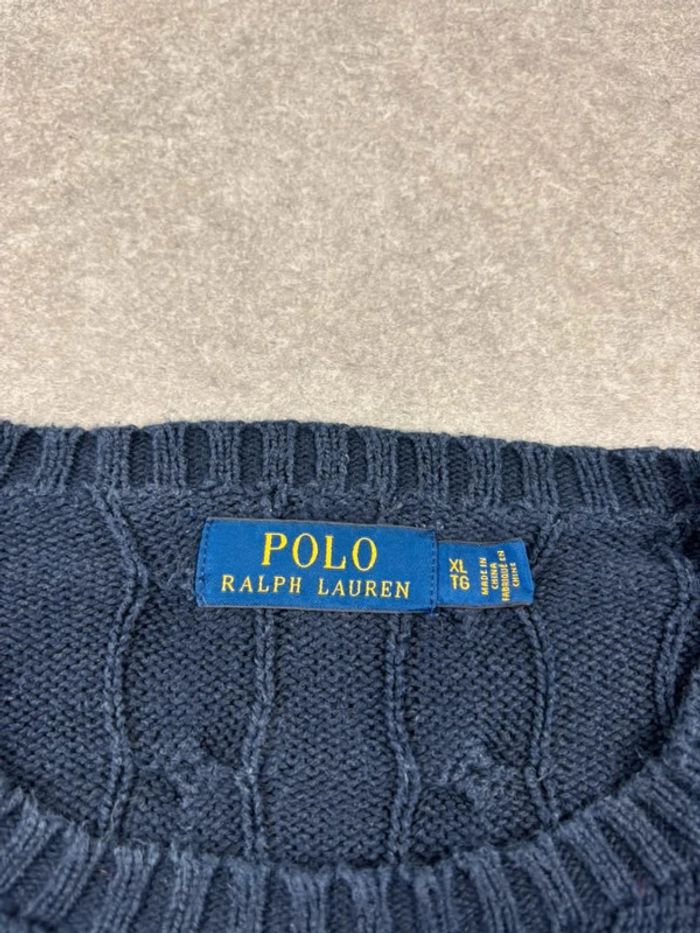 POLO
RALPH LAUREN
XL
TG
MADE IN
CHINA
FABRIQUÉ EN
CHINE